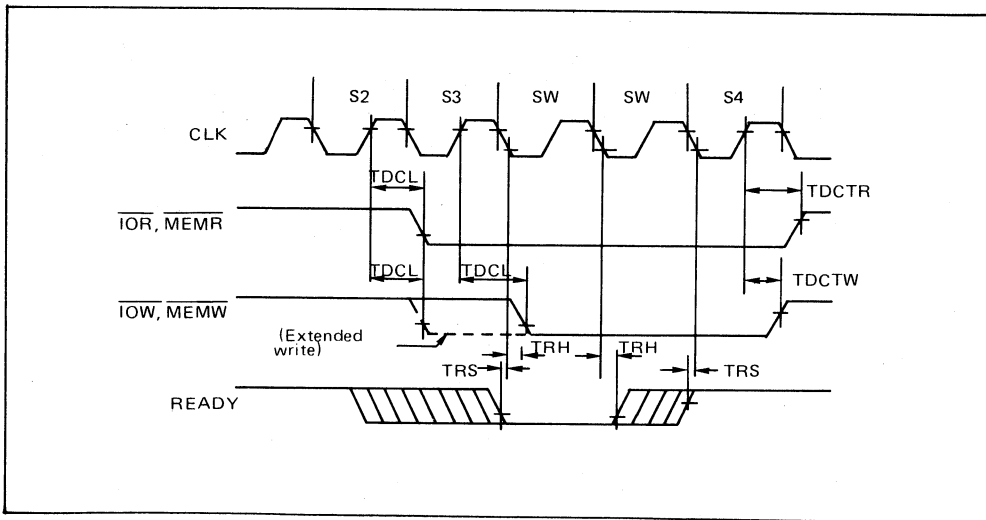 S2 S3 SW SW S4
CLK
TDCL TDCTR
IOR, MEMR
TDCL TDCL TDCTW
IOW, MEMW
(Extended
write)
TRH TRH
TRS TRS
READY